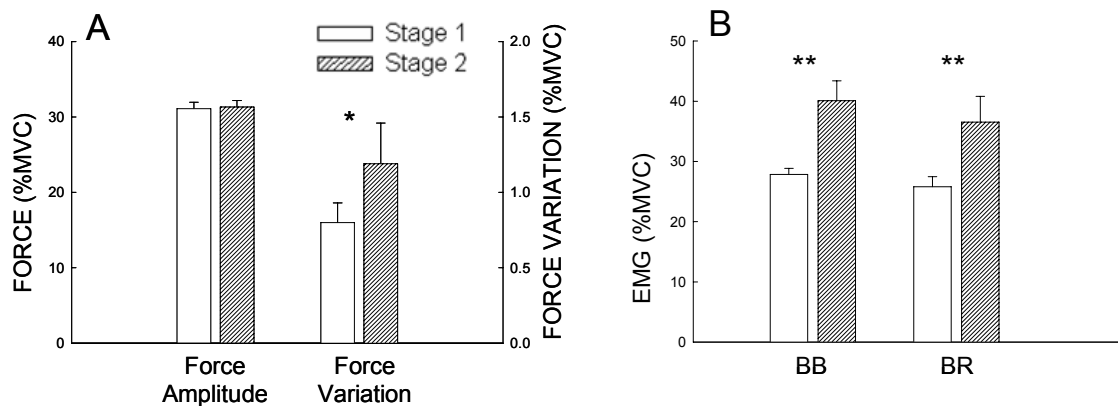 A
Stage 1
Stage 2
FORCE (%MVC)
40
30
20
10
0
*
2.0
1.5
1.0
0.5
0.0
FORCE VARIATION (%MVC)
Force
Amplitude
Force
Variation
B
EMG (%MVC)
50
40
30
20
10
0
**
**
BB
BR